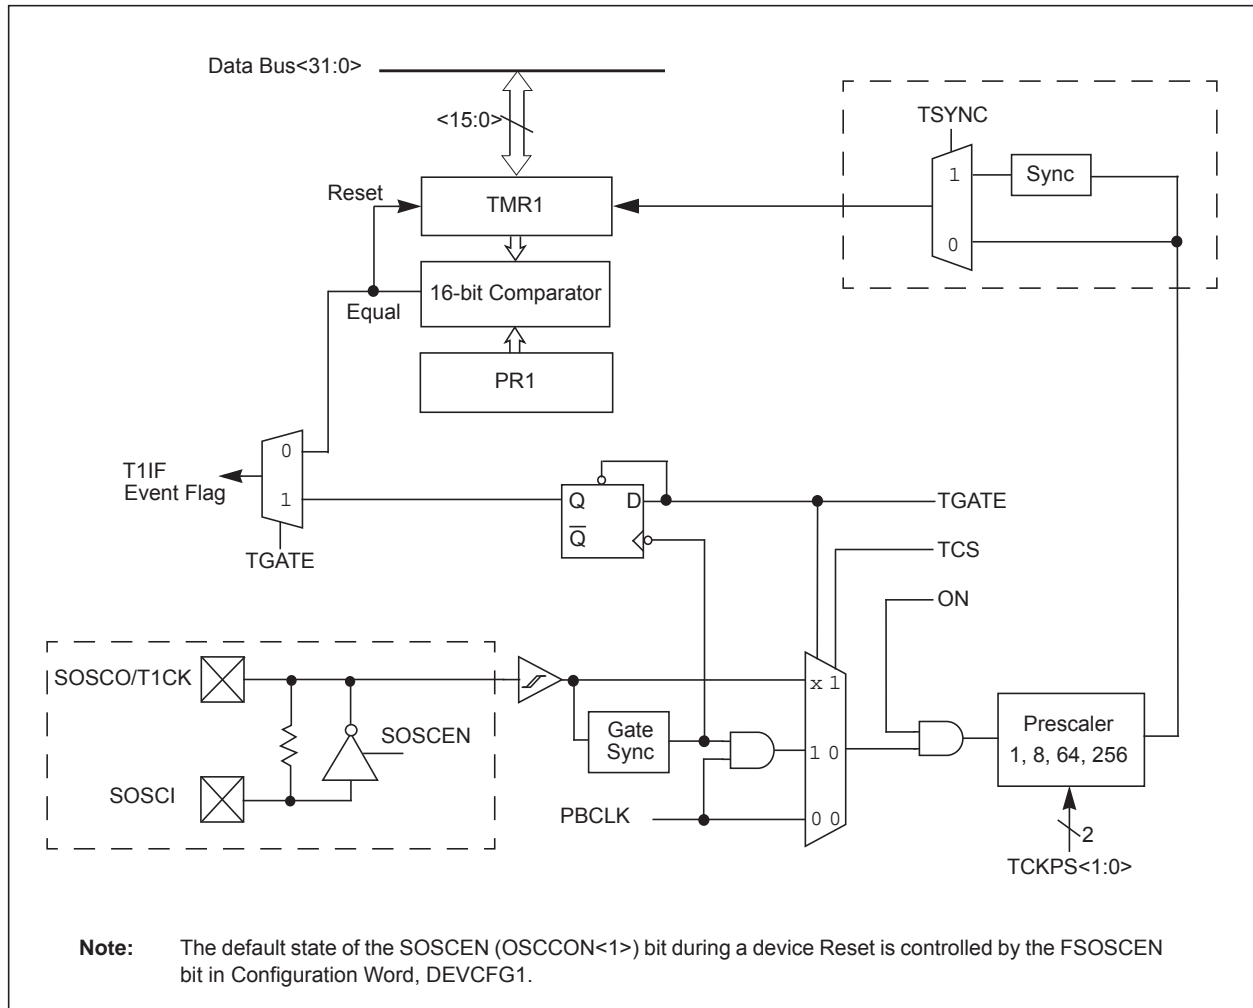 Data Bus<31:0>
<15:0>
TSYNC
1
Sync
Reset
TMR1
0
16-bit Comparator
Equal
PR1
0
T1IF
Event Flag
1
Q
D
TGATE
Q
TGATE
TCS
ON
SOSCO/T1CK
x 1
SOSCEN
Gate
Sync
1 0
Prescaler
1, 8, 64, 256
SOSCI
PBCLK
0 0
2
TCKPS<1:0>
Note: The default state of the SOSCEN (OSCCON<1>) bit during a device Reset is controlled by the FSOSCEN
bit in Configuration Word, DEVCFG1.